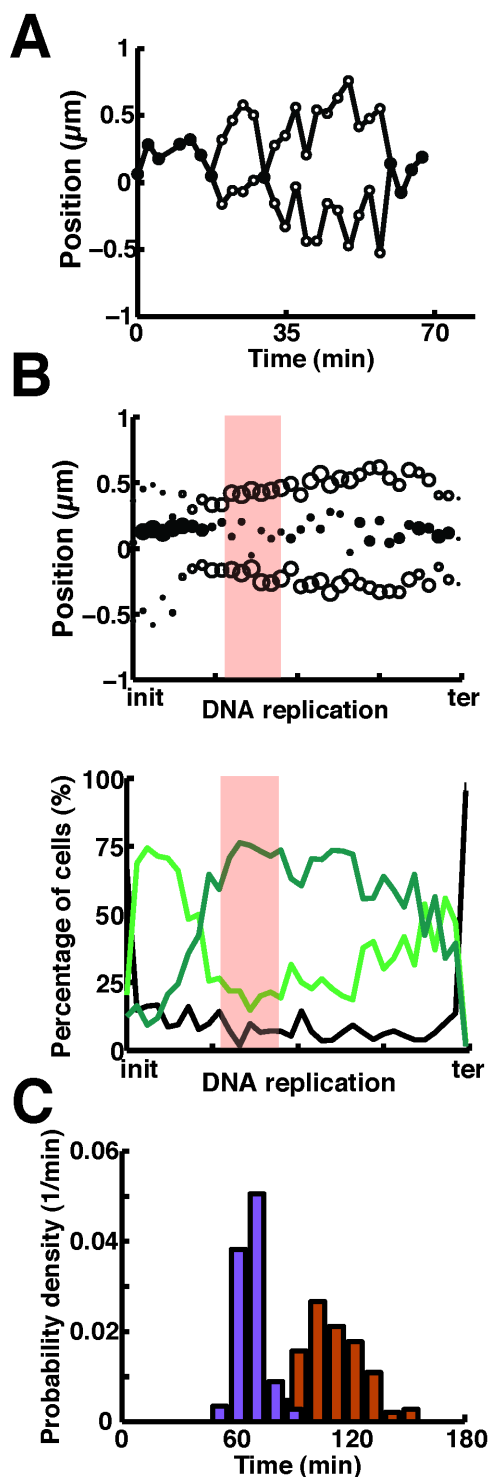 A
1
0.5
0
−0.5
−1
Position (µm)
0 35 70
Time (min)
B
1
0.5
0
−0.5
−1
Position (µm)
init DNA replication ter
100
75
50
25
0
Percentage of cells (%)
init DNA replication ter
C
0.06
0.04
0.02
0
Probability density (1/min)
0 60 120 180
Time (min)